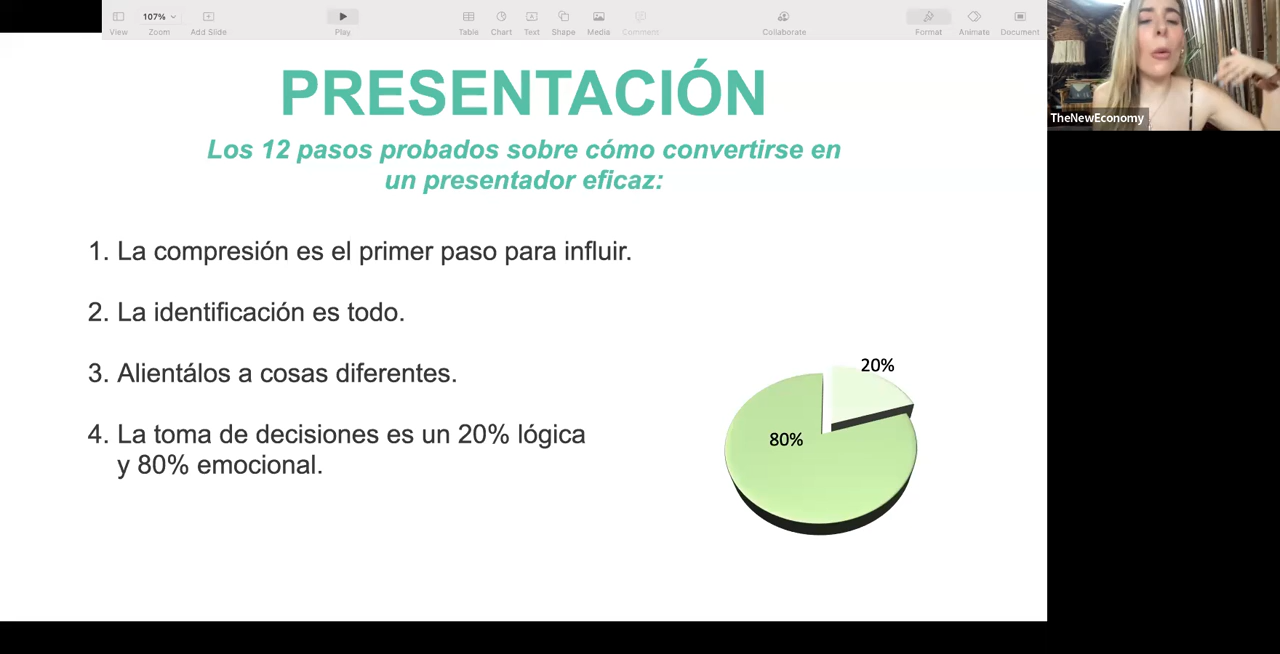 107%
View
Zoom
Add Slide
Play
Table
Chart
Text
Shape
Media
Comment
Collaborate
Format
Animate
Document
TheNewEconomy
PRESENTACIÓN
Los 12 pasos probados sobre cómo convertirse en
un presentador eficaz:
1. La compresión es el primer paso para influir.
2. La identificación es todo.
3. Alientálos a cosas diferentes.
4. La toma de decisiones es un 20% lógica
y 80% emocional.
20%
80%